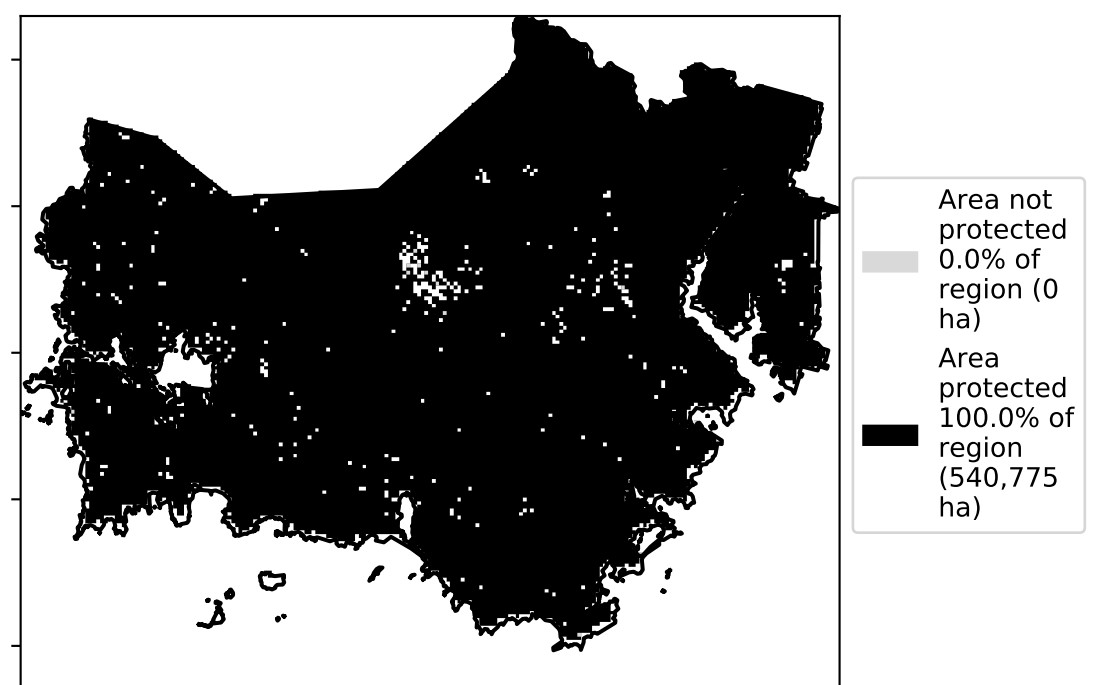 Area not
protected
0.0% of
region (0
ha)
Area
protected
100.0% of
region
(540,775
ha)